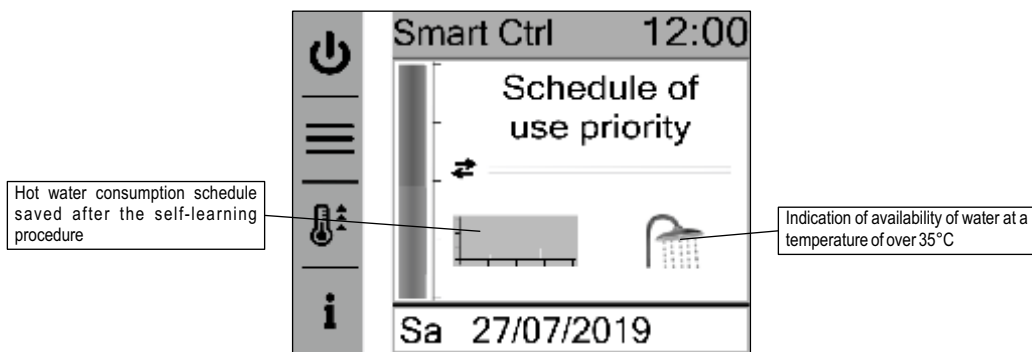 Smart Ctrl 12:00
Schedule of
use priority
Hot water consumption schedule
saved after the self-learning
procedure
Indication of availability of water at a
temperature of over 35°C
i
Sa 27/07/2019